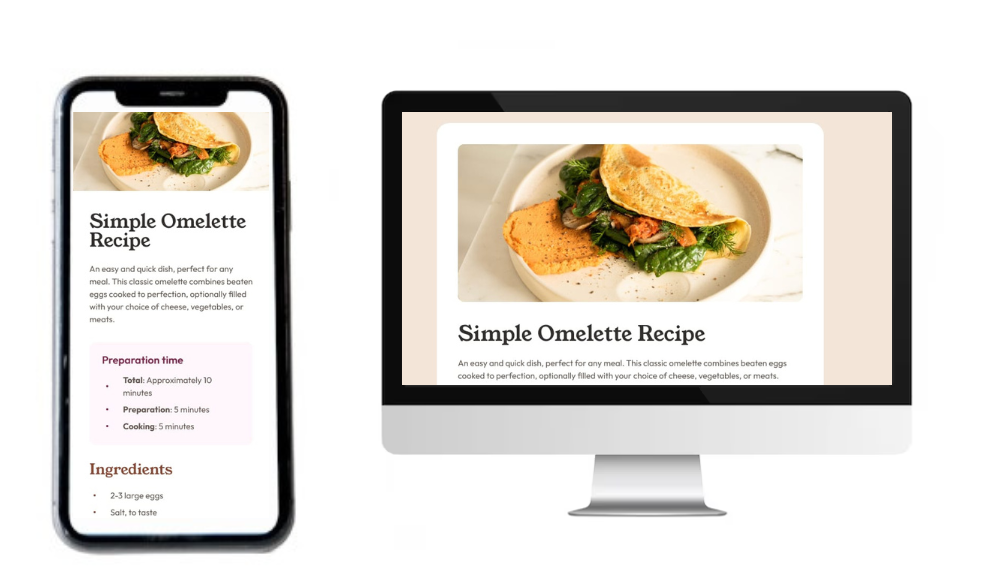 Simple Omelette
Recipe
An easy and quick dish, perfect for any
meal. This classic omelette combines beaten
eggs cooked to perfection, optionally filled
with your choice of cheese, vegetables, or
meats.
Preparation time
• Total: Approximately 10
minutes
• Preparation: 5 minutes
• Cooking: 5 minutes
Ingredients
• 2-3 large eggs
• Salt, to taste
Simple Omelette Recipe
An easy and quick dish, perfect for any meal. This classic omelette combines beaten eggs
cooked to perfection, optionally filled with your choice of cheese, vegetables, or meats.